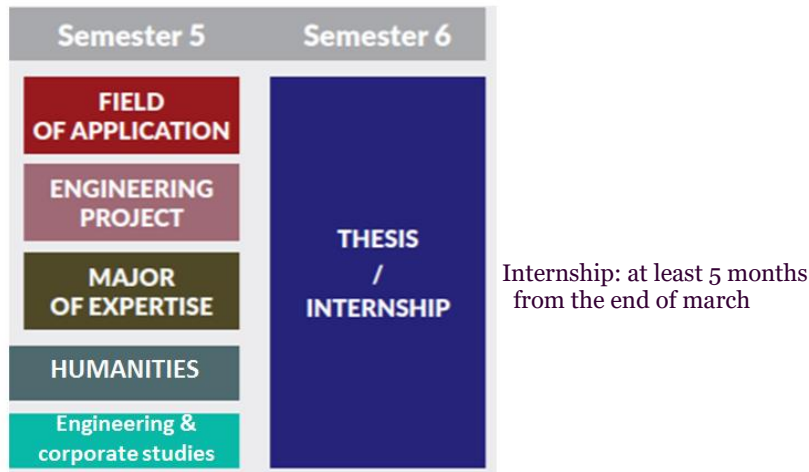 Semester 5
Semester 6
FIELD
OF APPLICATION
ENGINEERING
PROJECT
MAJOR
OF EXPERTISE
HUMANITIES
Engineering &
corporate studies
THESIS
/
INTERNSHIP
Internship: at least 5 months
from the end of march